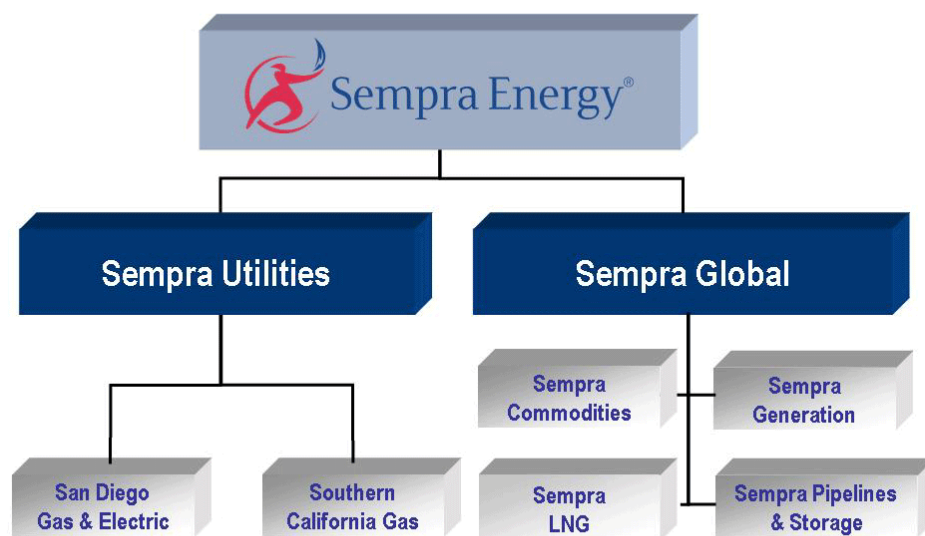 Sempra Energy®
Sempra Utilities
Sempra Global
Sempra
Commodities
Sempra
Generation
San Diego
Gas & Electric
Southern
California Gas
Sempra
LNG
Sempra Pipelines
& Storage